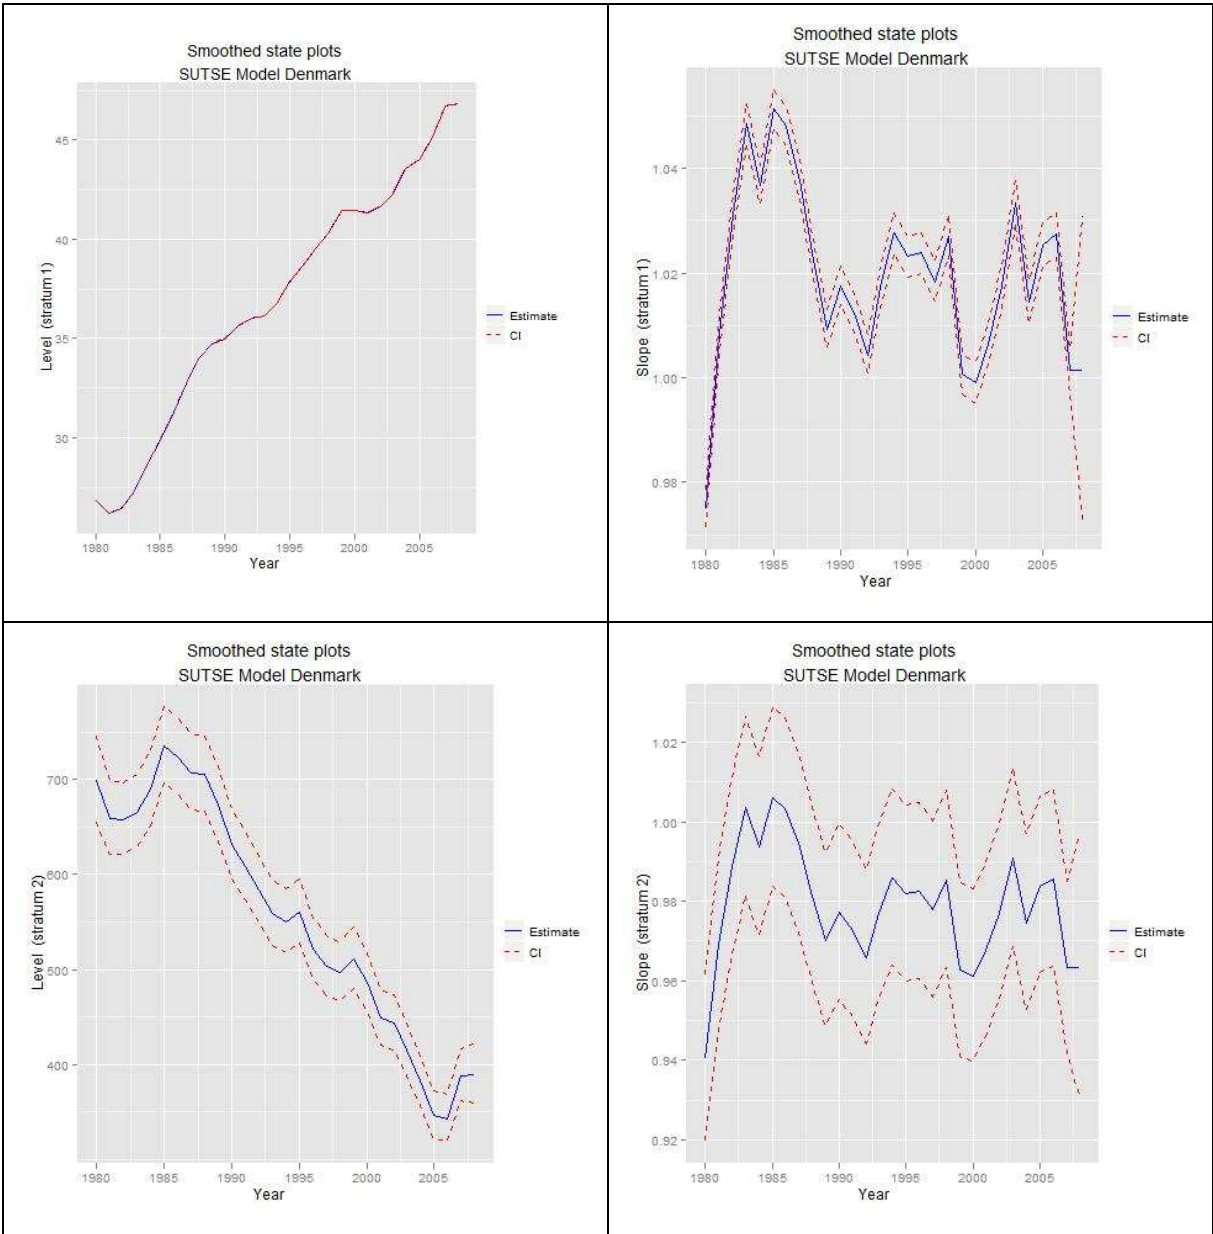 Smoothed state plots
SUTSE Model Denmark
45
40
35
30
Level (stratum 1)
1980 1985 1990 1995 2000 2005
Year
Estimate
CI
Smoothed state plots
SUTSE Model Denmark
1.04
1.02
1.00
0.98
Slope (stratum 1)
1980 1985 1990 1995 2000 2005
Year
Estimate
CI
Smoothed state plots
SUTSE Model Denmark
700
600
500
400
Level (stratum 2)
1980 1985 1990 1995 2000 2005
Year
Estimate
CI
Smoothed state plots
SUTSE Model Denmark
1.02
1.00
0.98
0.96
0.94
0.92
Slope (stratum 2)
1980 1985 1990 1995 2000 2005
Year
Estimate
CI